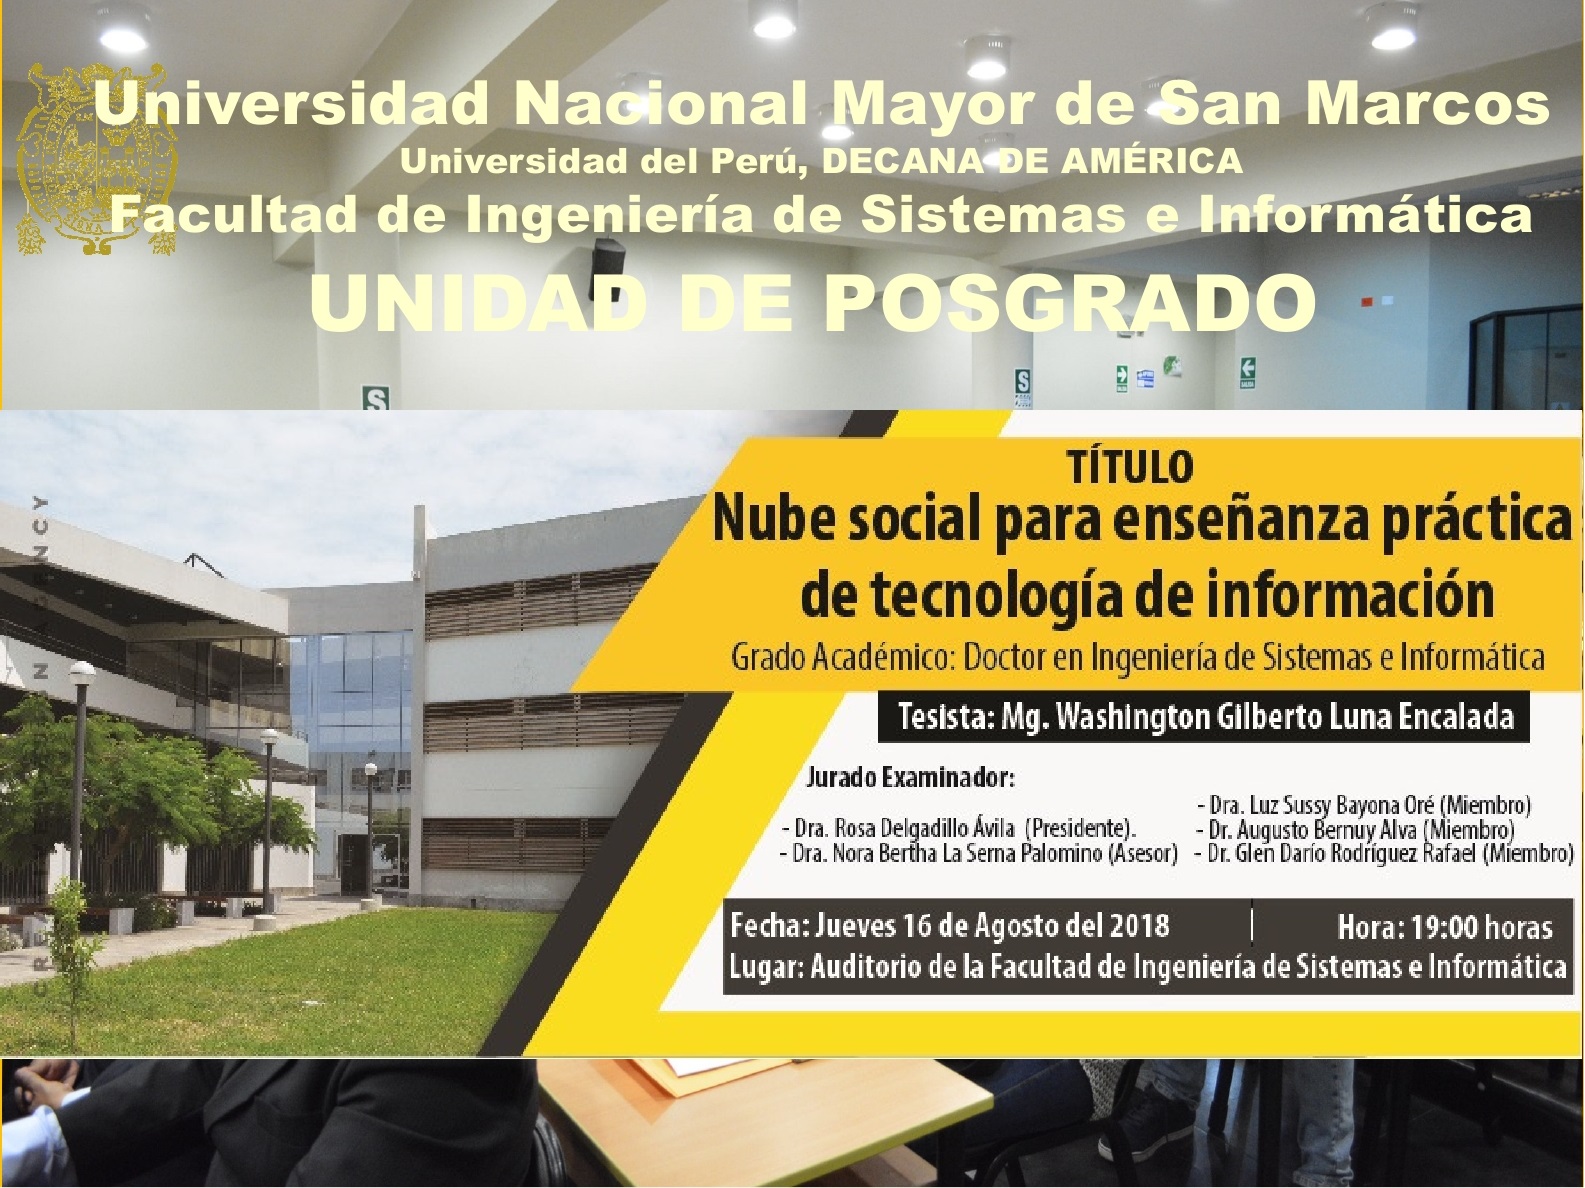 Universidad Nacional Mayor de San Marcos
Universidad del Perú, DECANA DE AMÉRICA
Facultad de Ingeniería de Sistemas e Informática
UNIDAD DE POSGRADO
S
S
TÍTULO
Nube social para enseñanza práctica
de tecnología de información
Grado Académico: Doctor en Ingeniería de Sistemas e Informática
Tesista: Mg. Washington Gilberto Luna Encalada
Jurado Examinador:
- Dra. Rosa Delgadillo Ávila (Presidente).
- Dra. Nora Bertha La Serna Palomino (Asesor)
- Dra. Luz Sussy Bayona Oré (Miembro)
- Dr. Augusto Bernuy Alva (Miembro)
- Dr. Glen Darío Rodríguez Rafael (Miembro)
Fecha: Jueves 16 de Agosto del 2018
Hora: 19:00 horas
Lugar: Auditorio de la Facultad de Ingeniería de Sistemas e Informática